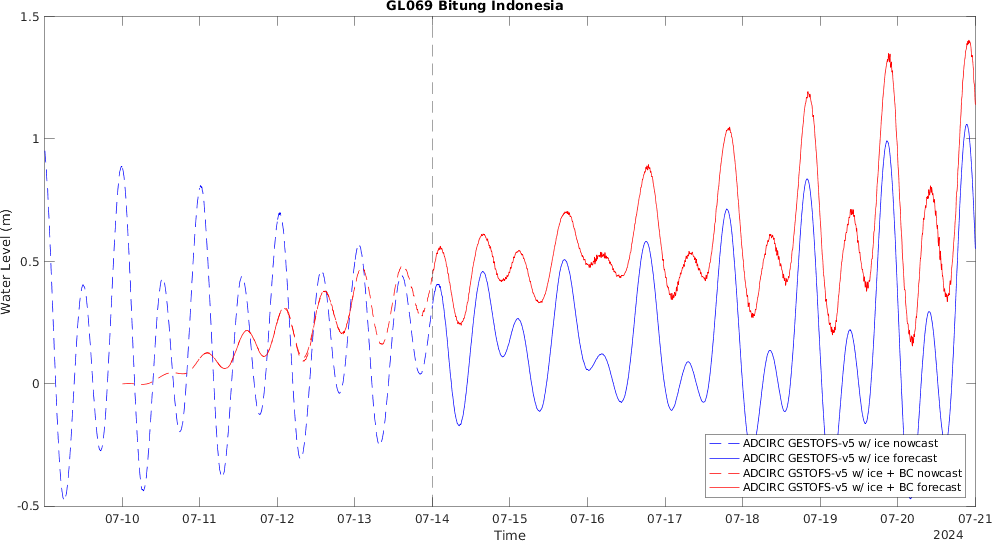 GL069 Bitung Indonesia
1.5
1
0.5
0
-0.5
Water Level (m)
07-10 07-11 07-12 07-13 07-14 07-15 07-16 07-17 07-18 07-19 07-20 07-21
Time
2024
ADCIRC GESTOFS-v5 w/ ice nowcast
ADCIRC GESTOFS-v5 w/ ice forecast
ADCIRC GSTOFS-v5 w/ ice + BC nowcast
ADCIRC GSTOFS-v5 w/ ice + BC forecast